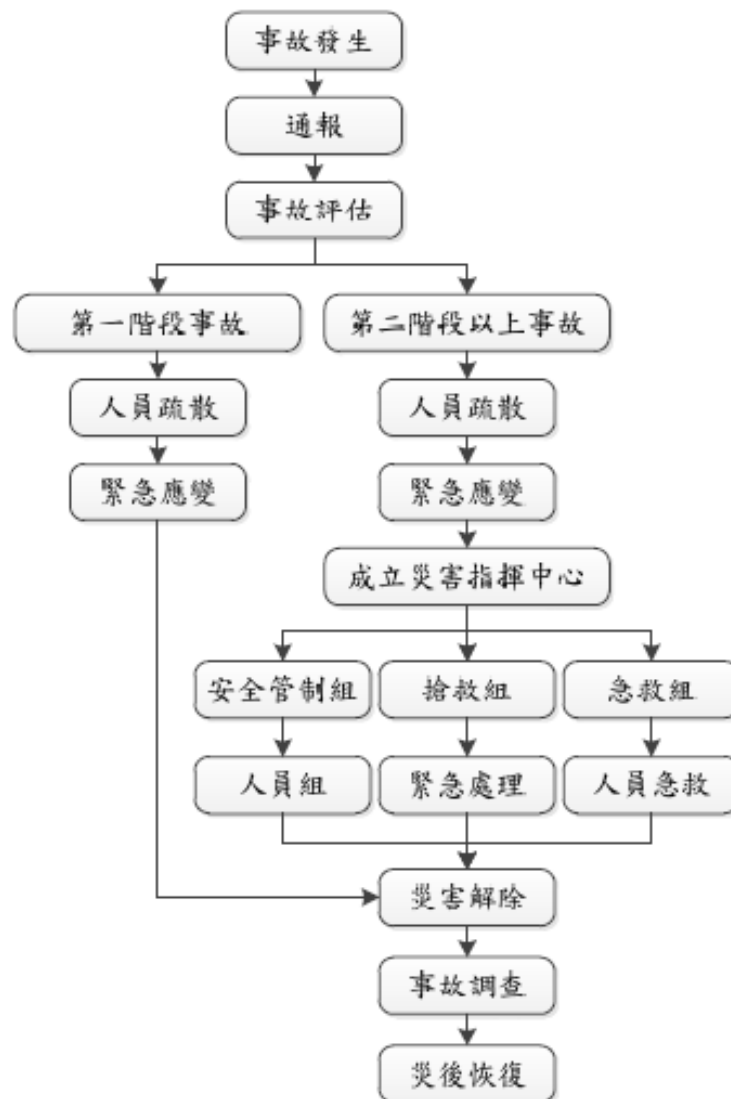 事故發生
通報
事故評估
第一階段事故
第二階段以上事故
人員疏散
人員疏散
緊急應變
緊急應變
成立災害指揮中心
安全管制組
搶救組
急救組
人員組
緊急處理
人員急救
災害解除
事故調查
災後恢復